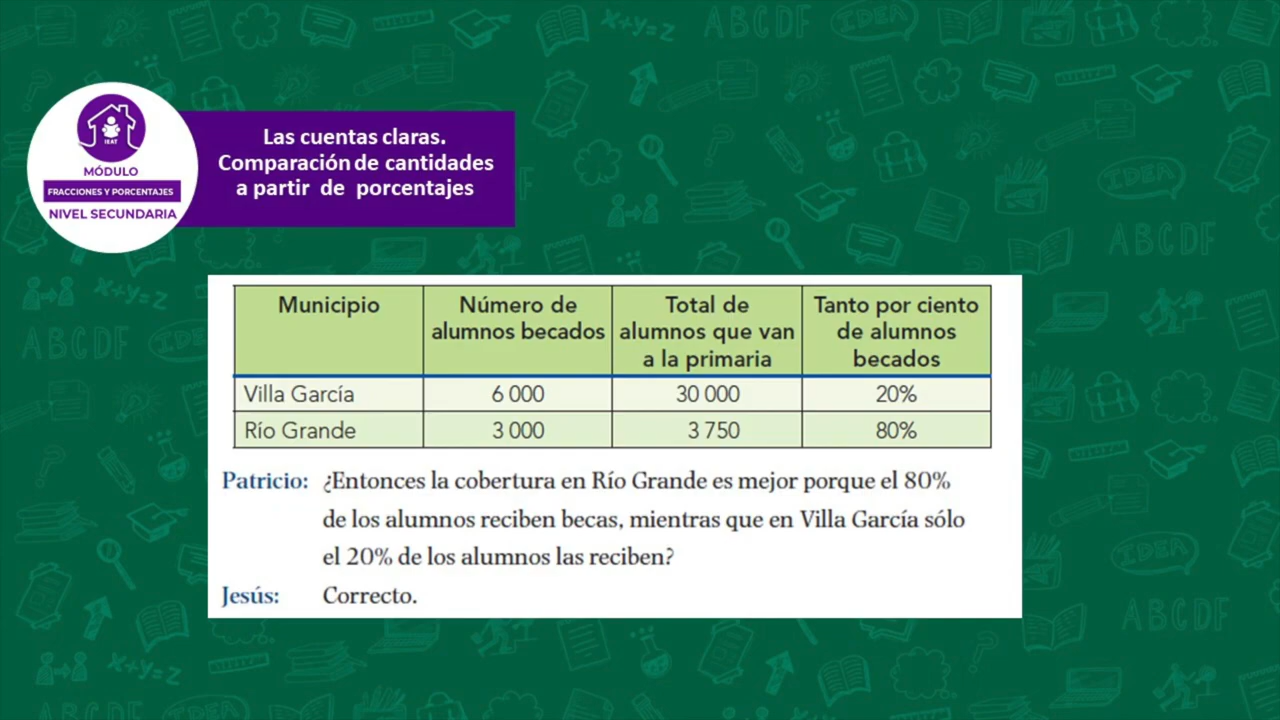 Las cuentas claras.
Comparación de cantidades
a partir de porcentajes
IEAT
MÓDULO
FRACCIONES Y PORCENTAJES
NIVEL SECUNDARIA
Municipio Número de alumnos becados Total de alumnos que van a la primaria Tanto por ciento de alumnos becados
Villa García 6 000 30 000 20%
Río Grande 3 000 3 750 80%
Patricio: ¿Entonces la cobertura en Río Grande es mejor porque el 80%
de los alumnos reciben becas, mientras que en Villa García sólo
el 20% de los alumnos las reciben?
Jesús: Correcto.
ABCDF
IDEA
x+y=z